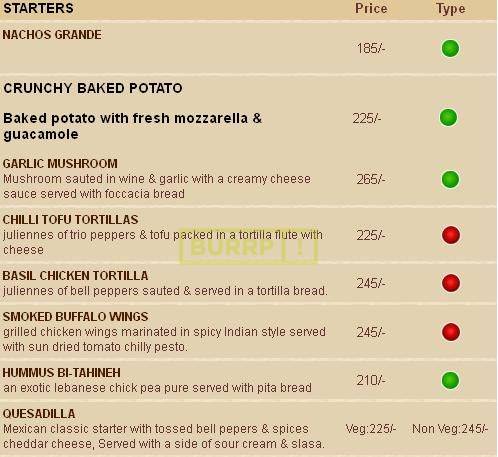 STARTERS Price Type
NACHOS GRANDE
185/-
CRUNCHY BAKED POTATO
Baked potato with fresh mozzarella & 225/-
guacamole
GARLIC MUSHROOM
Mushroom sauted in wine & garlic with a creamy cheese 265/-
sauce served with foccacia bread
CHILLI TOFU TORTILLAS
juliennes of trio peppers & tofu packed in a tortilla flute with 225/-
cheese
BURRP!
BASIL CHICKEN TORTILLA
juliennes of bell peppers sauted & served in a tortilla bread. 245/-
SMOKED BUFFALO WINGS
grilled chicken wings marinated in spicy Indian style served 245/-
with sun dried tomato chilly pesto.
HUMMUS BI-TAHINEH
an exotic lebanese chick pea pure served with pita bread 210/-
QUESADILLA
Mexican classic starter with tossed bell pepers & spices Veg:225/- Non Veg:245/-
cheddar cheese, Served with a side of sour cream & slasa.